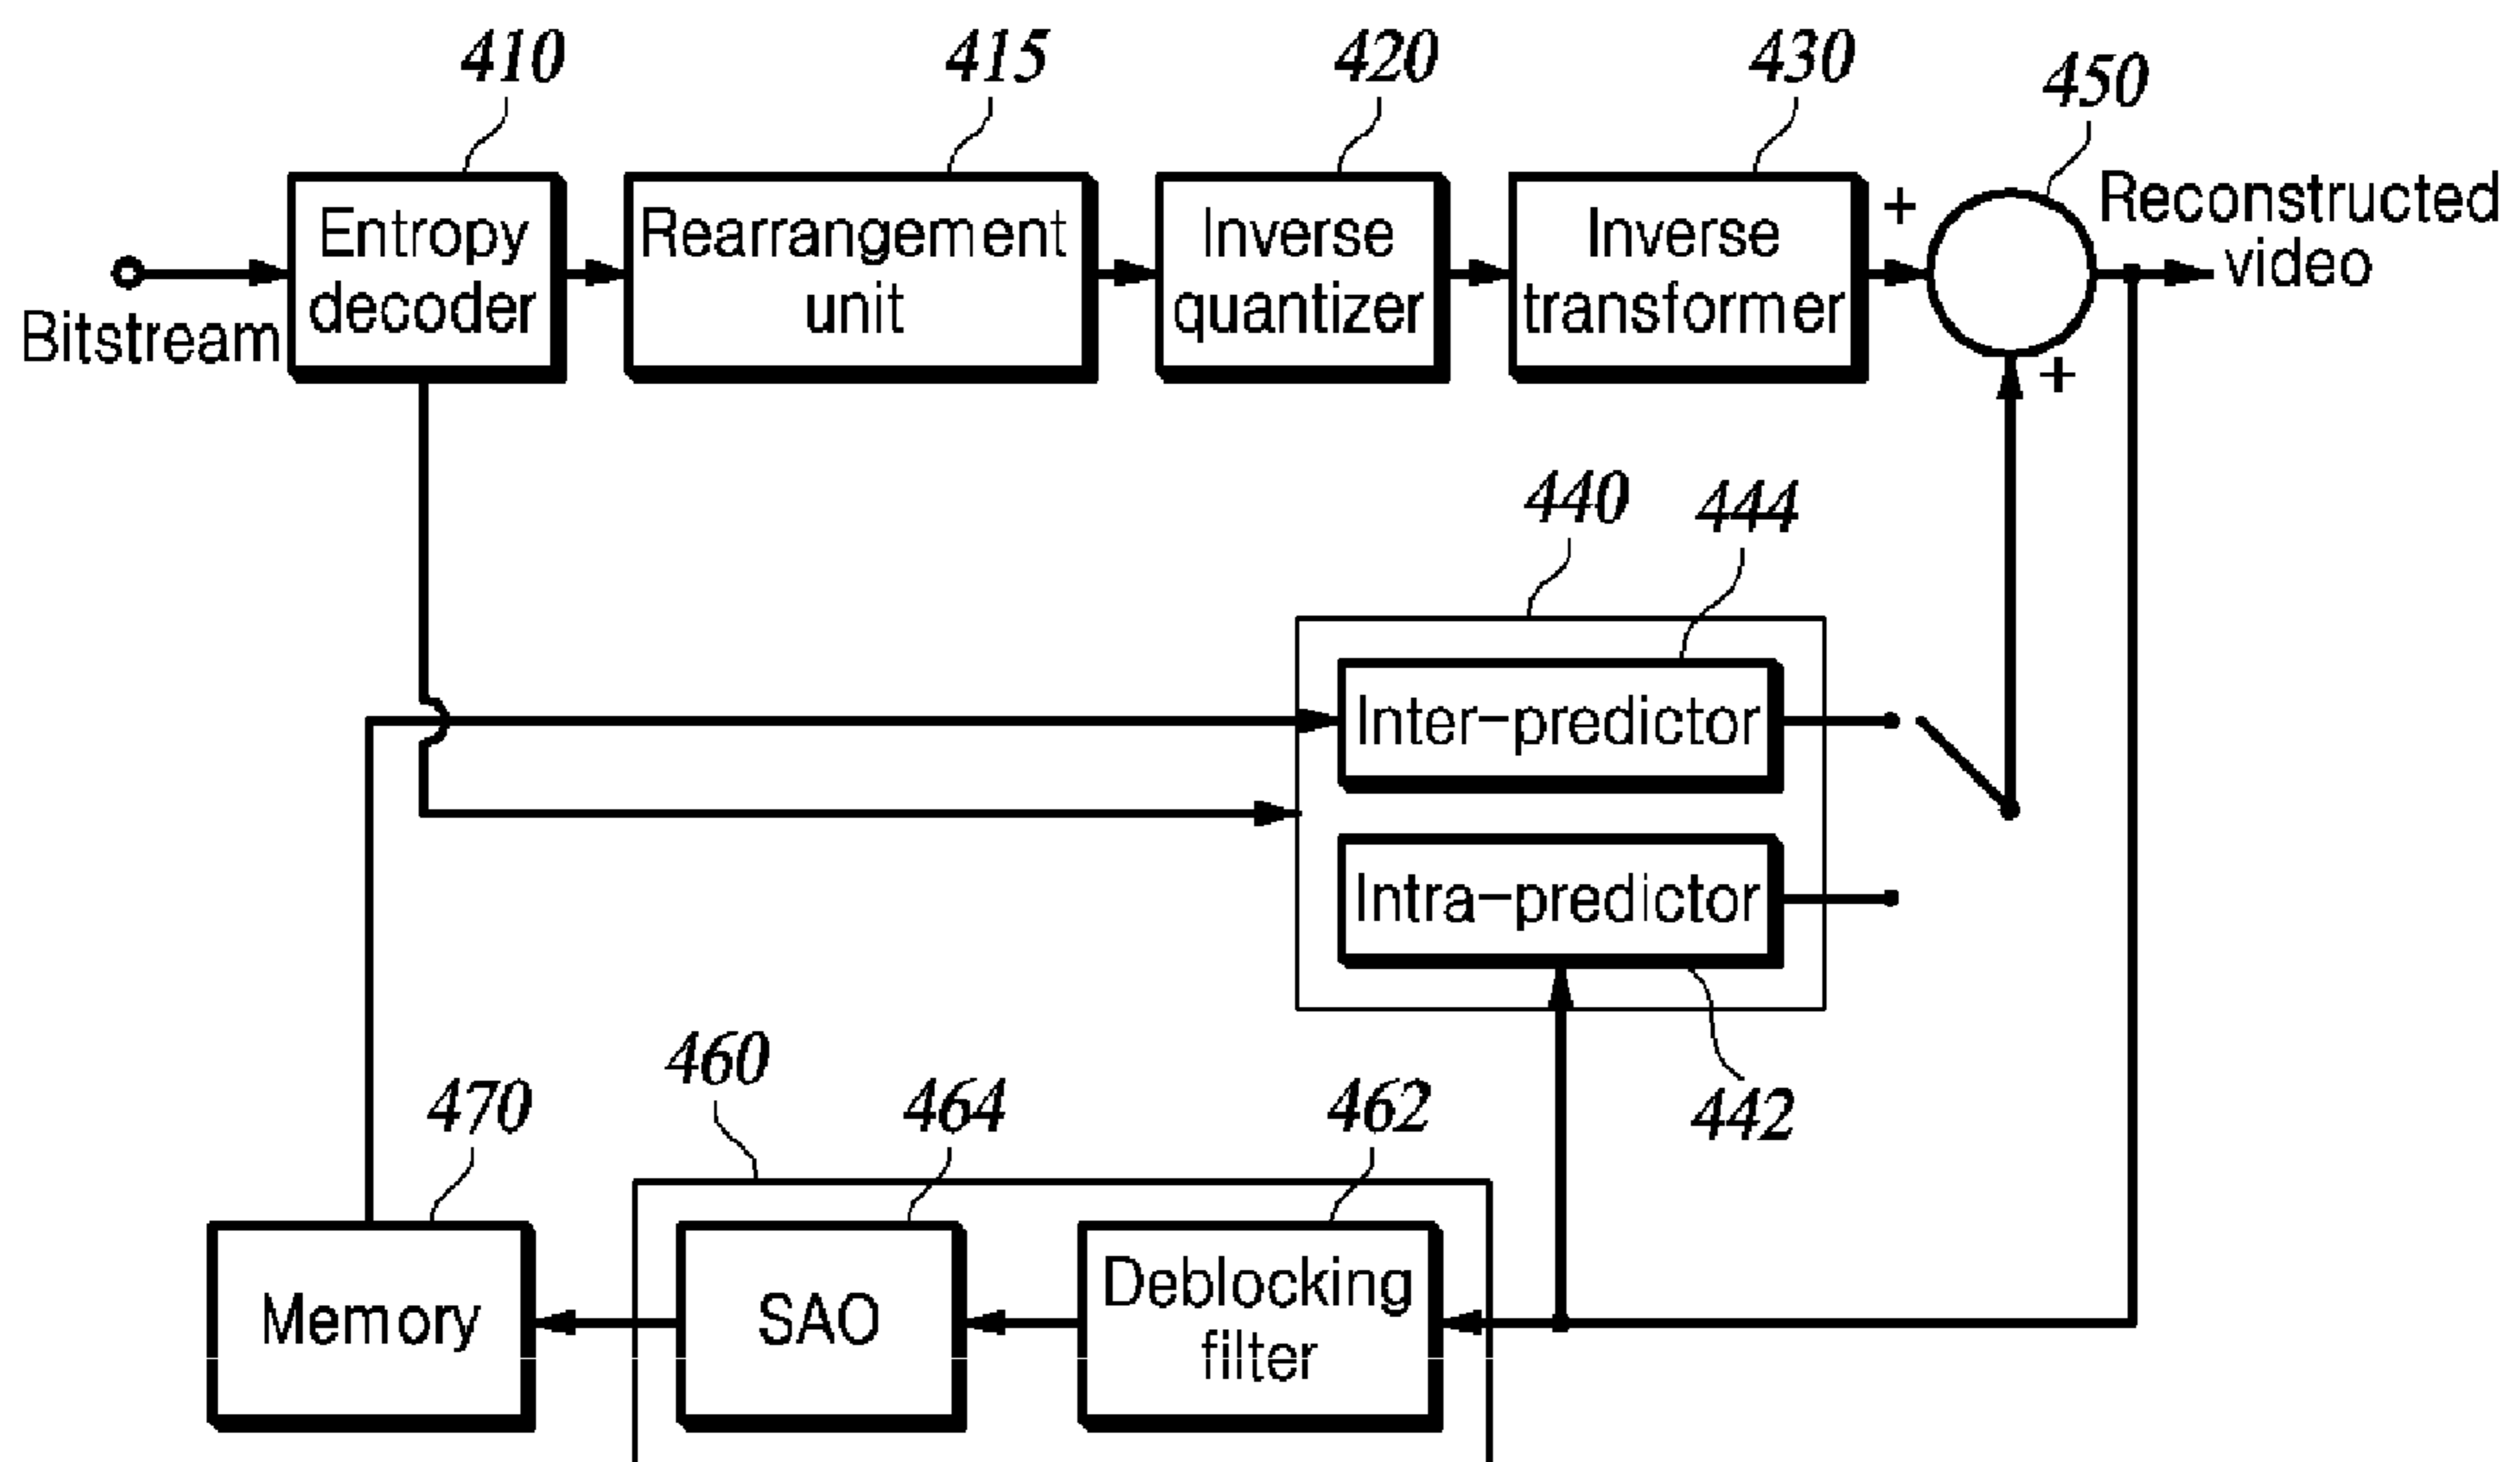 410
415
420
430
450
Entropy
decoder
Rearrangement
unit
Inverse
quantizer
Inverse
transformer
+
Reconstructed
video
Bitstream
+
440
444
Inter-predictor
Intra-predictor
442
460
470
464
462
Memory
SAO
Deblocking
filter